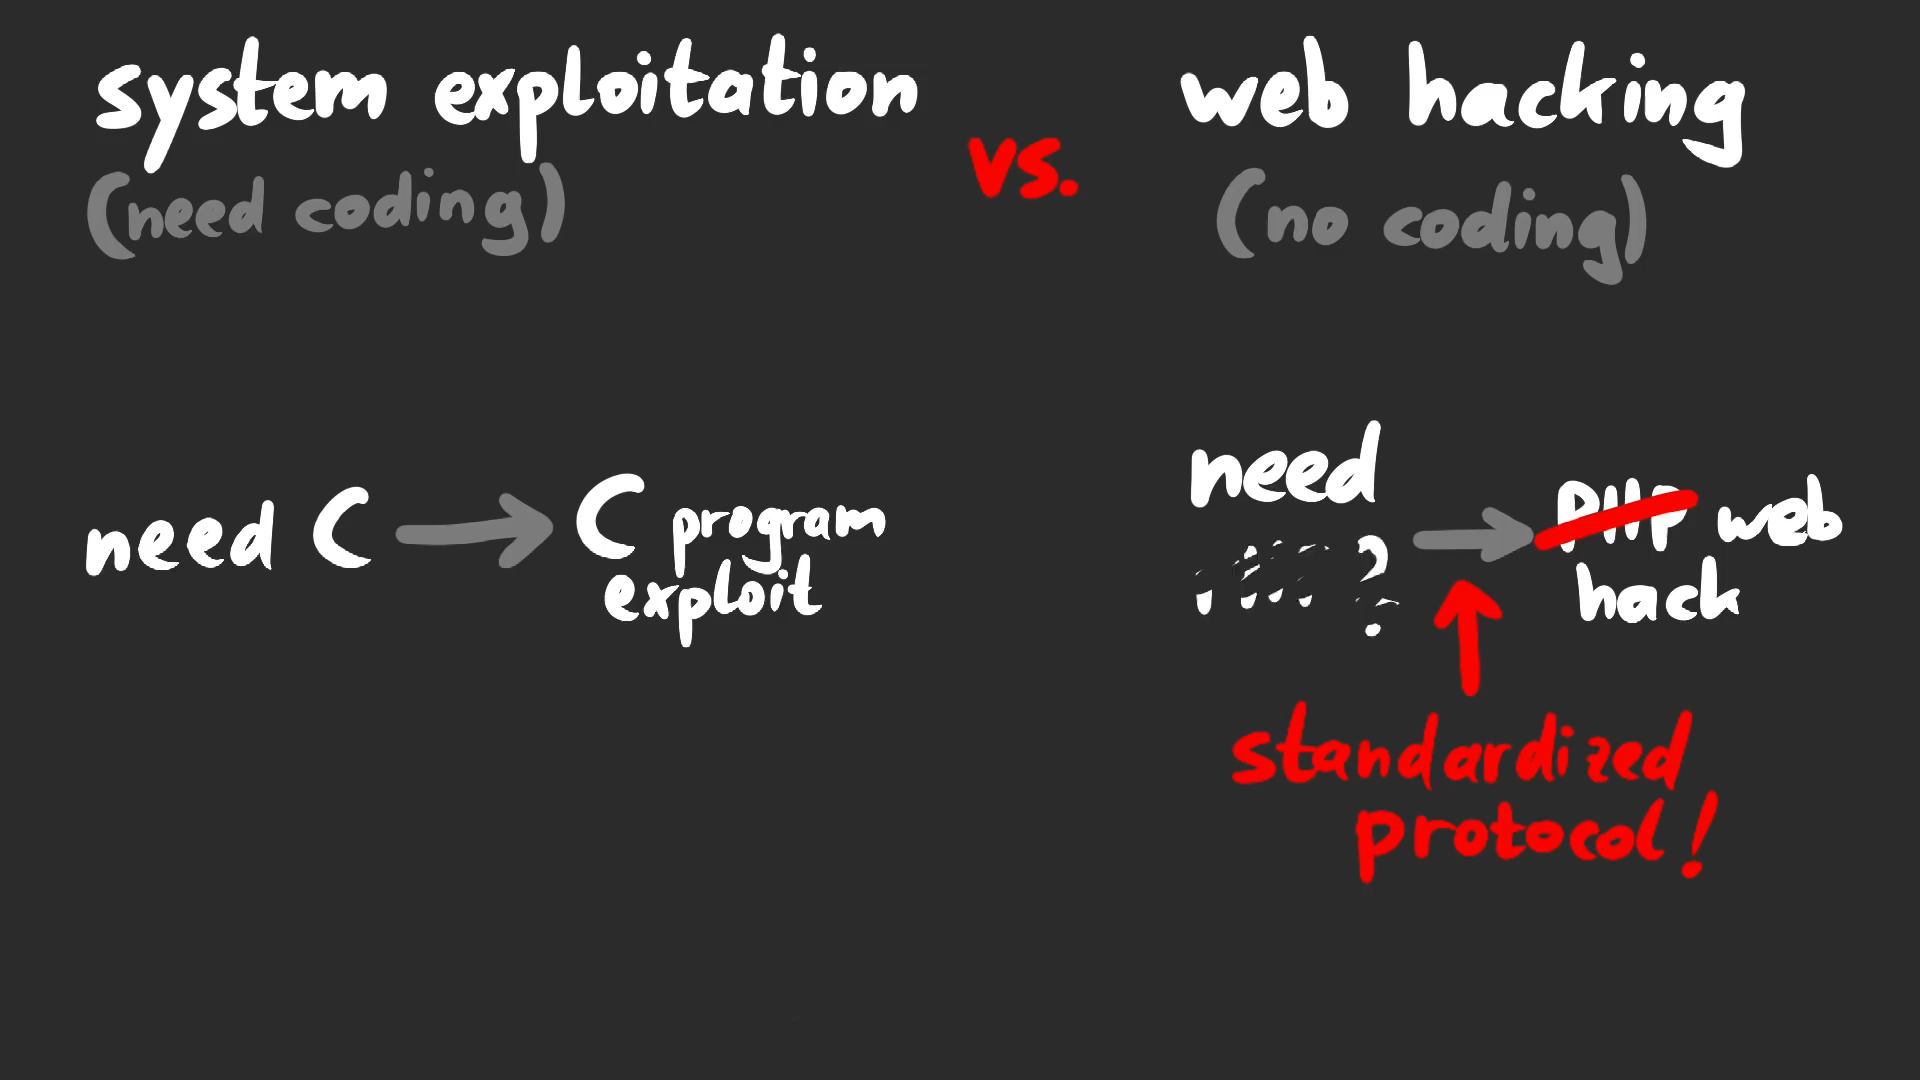 system exploitation
(need coding)
vs.
web hacking
(no coding)
need C
C program
exploit
need
?
PHP web
hack
standardized
protocol!